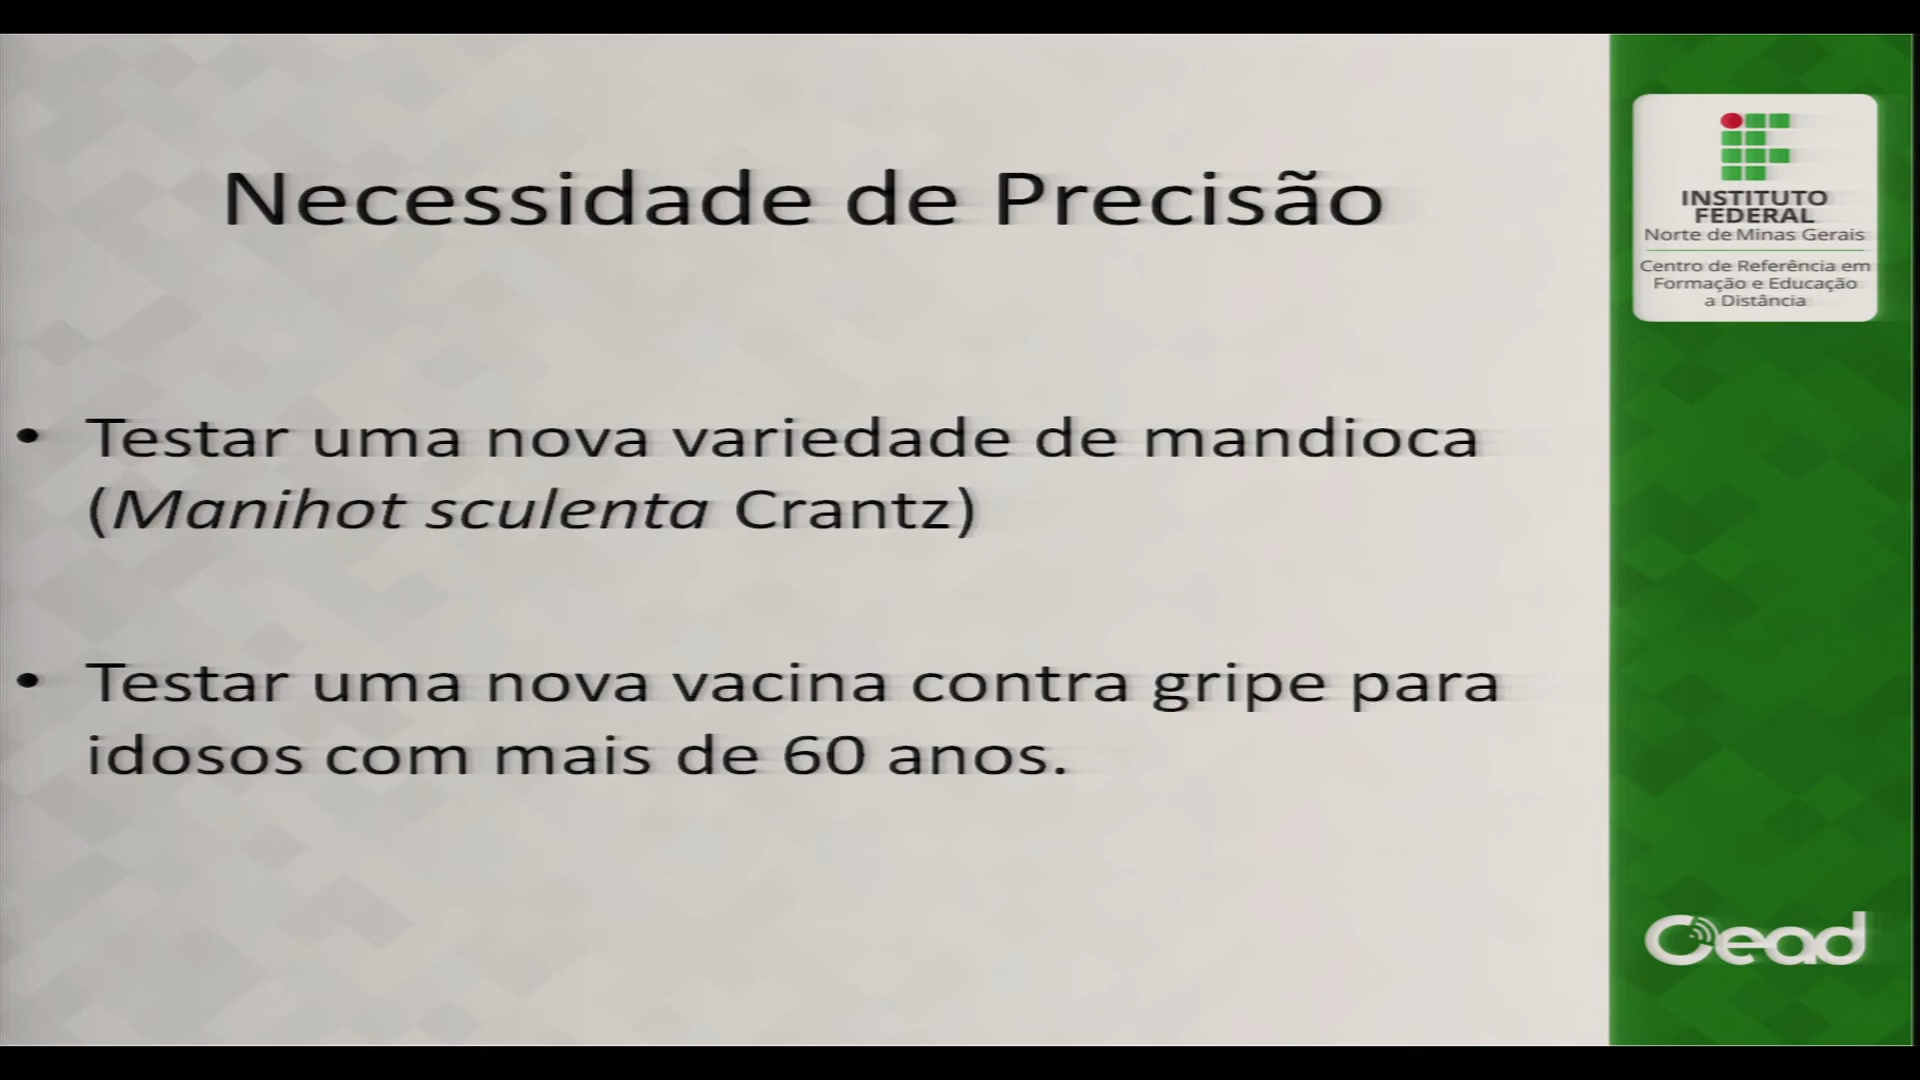 Necessidade de Precisão
• Testar uma nova variedade de mandioca
(Manihot sculenta Crantz)
• Testar uma nova vacina contra gripe para
idosos com mais de 60 anos.
INSTITUTO
FEDERAL
Norte de Minas Gerais
Centro de Referência em
Formação e Educação
a Distância
Cead